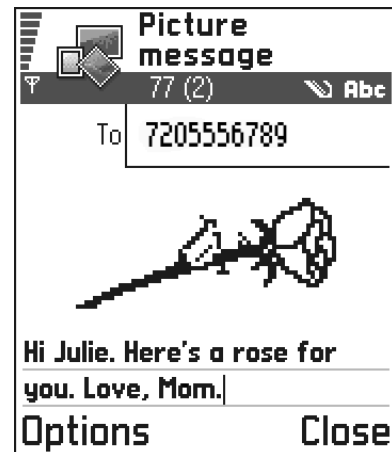 Picture
message
77 (2) Abc
To 7205556789
Hi Julie. Here's a rose for
you. Love, Mom.
Options Close